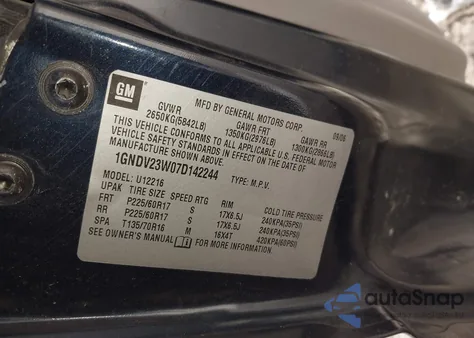 GM
MFD BY GENERAL MOTORS CORP. 08/06
GVWR GAWR FRT GAWR RR
2650KG(5842LB) 1350KG(2976LB) 1300KG(2866LB)
THIS VEHICLE CONFORMS TO ALL APPLICABLE U.S. FEDERAL MOTOR
VEHICLE SAFETY STANDARDS IN EFFECT ON THE DATE OF
MANUFACTURE SHOWN ABOVE.
1GNDV23W07D142244 TYPE: M.P.V.
MODEL: U12216
UPAK TIRE SIZE SPEED RTG RIM COLD TIRE PRESSURE
FRT P225/60R17 S 17X6.5J 240KPA(35PSI)
RR P225/60R17 S 17X6.5J 240KPA(35PSI)
SPA T135/70R16 M 16X4T 420KPA(60PSI)
SEE OWNER'S MANUAL FOR MORE INFORMATION.
autoSnap